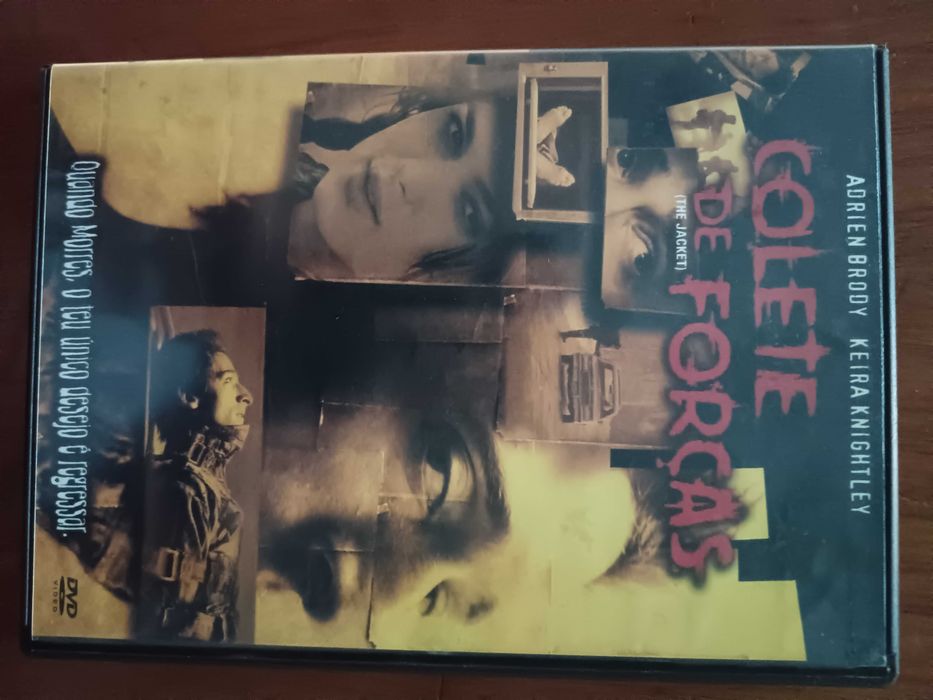 ADRIEN BRODY KEIRA KNIGHTLEY
COLETE
DE FORÇAS
(THE JACKET)
Quando Morres, o teu único desejo é regressar.
DVD
VIDEO